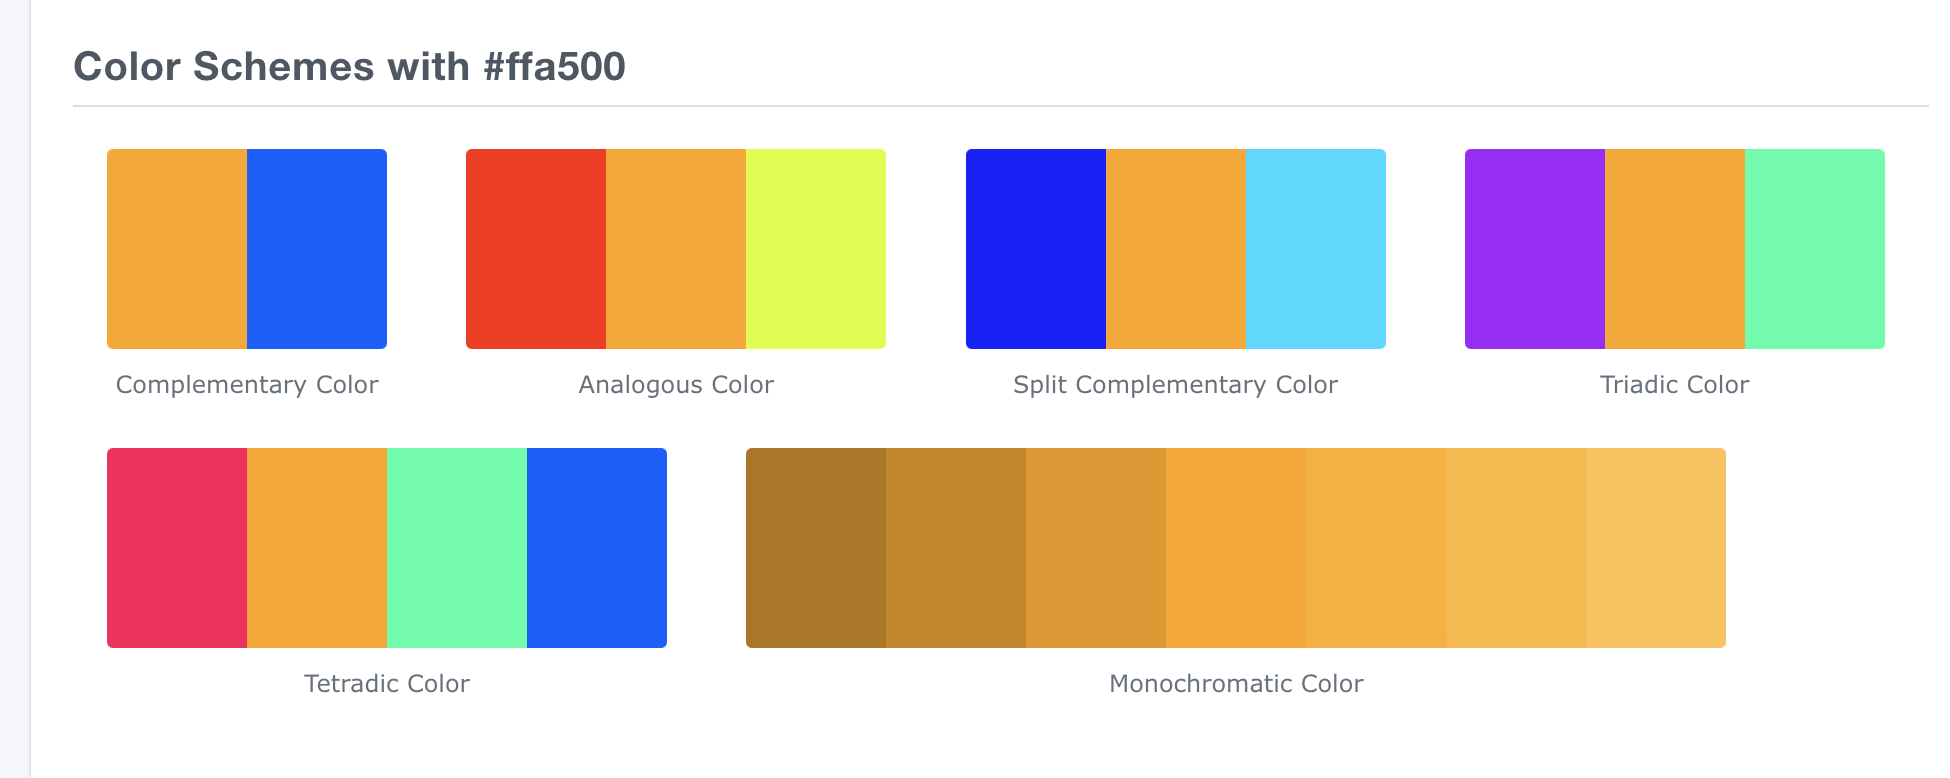 Color Schemes with #ffa500
Complementary Color
Analogous Color
Split Complementary Color
Triadic Color
Tetradic Color
Monochromatic Color